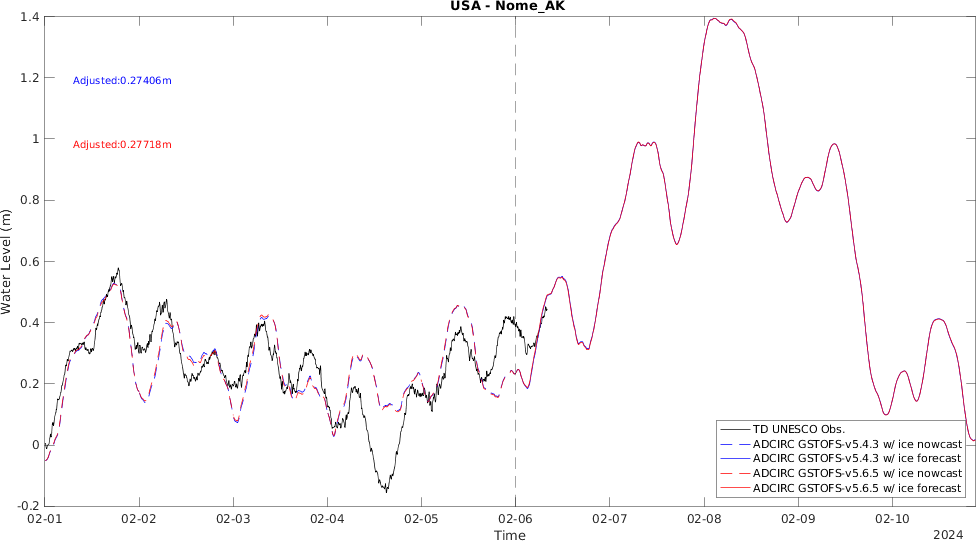 USA - Nome_AK
1.4
1.2
1
0.8
0.6
0.4
0.2
0
-0.2
Water Level (m)
Adjusted:0.27406m
Adjusted:0.27718m
TD UNESCO Obs.
ADCIRC GSTOFS-v5.4.3 w/ ice nowcast
ADCIRC GSTOFS-v5.4.3 w/ ice forecast
ADCIRC GSTOFS-v5.6.5 w/ ice nowcast
ADCIRC GSTOFS-v5.6.5 w/ ice forecast
02-01 02-02 02-03 02-04 02-05 02-06 02-07 02-08 02-09 02-10
Time
2024